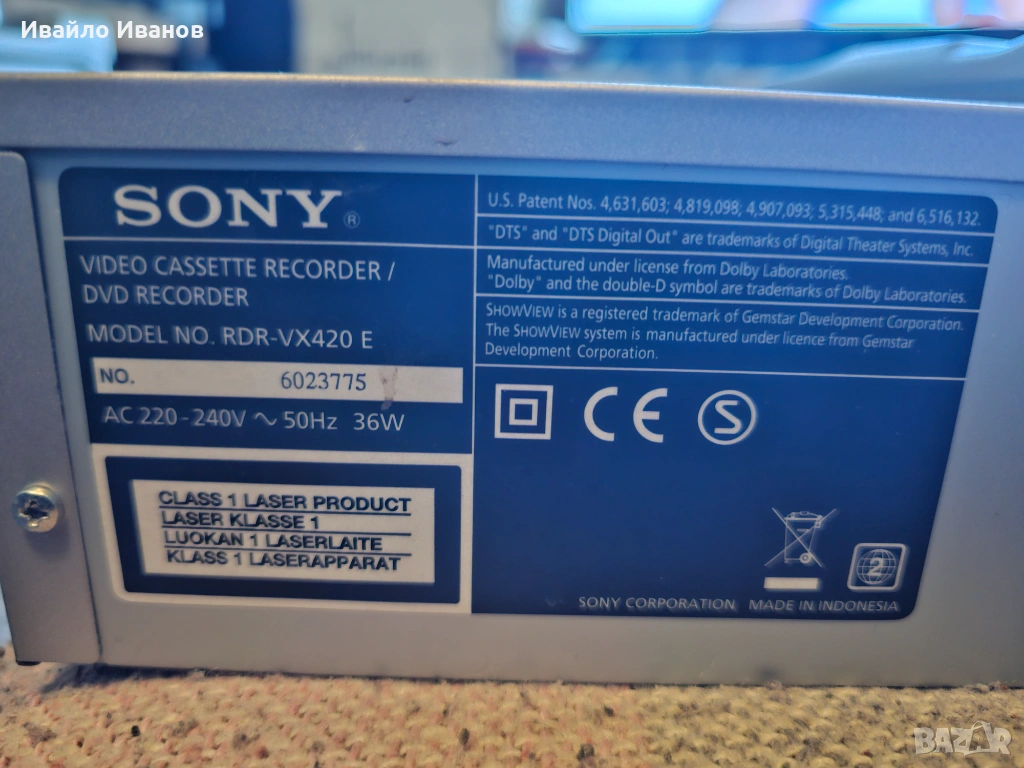 Ивайло Иванов
SONY®
VIDEO CASSETTE RECORDER /
DVD RECORDER
MODEL NO. RDR-VX420 E
NO. 6023775
AC 220-240V ~ 50Hz 36W
CLASS 1 LASER PRODUCT
LASER KLASSE 1
LUOKAN 1 LASERLAITE
KLASS 1 LASERAPPARAT
U.S. Patent Nos. 4,631,603; 4,819,098; 4,907,093; 5,315,448; and 6,516,132.
"DTS" and "DTS Digital Out" are trademarks of Digital Theater Systems, Inc.
Manufactured under license from Dolby Laboratories.
"Dolby" and the double-D symbol are trademarks of Dolby Laboratories.
SHOWVIEW is a registered trademark of Gemstar Development Corporation.
The SHOWVIEW system is manufactured under licence from Gemstar
Development Corporation.
CE S
2
SONY CORPORATION MADE IN INDONESIA
BAZAR